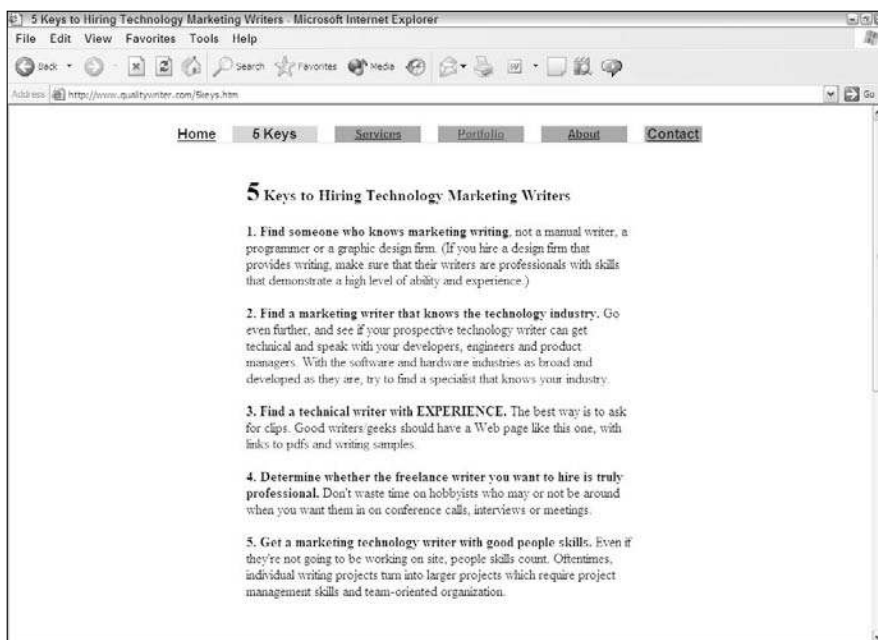 5 Keys to Hiring Technology Marketing Writers - Microsoft Internet Explorer
File Edit View Favorites Tools Help
Back Search Favorites Media
Address http://www.qualitywriter.com/5keys.htm Go
Home 5 Keys Services Portfolio About Contact
5 Keys to Hiring Technology Marketing Writers
1. Find someone who knows marketing writing, not a manual writer, a
programmer or a graphic design firm. (If you hire a design firm that
provides writing, make sure that their writers are professionals with skills
that demonstrate a high level of ability and experience.)
2. Find a marketing writer that knows the technology industry. Go
even further, and see if your prospective technology writer can get
technical and speak with your developers, engineers and product
managers. With the software and hardware industries as broad and
developed as they are, try to find a specialist that knows your industry.
3. Find a technical writer with EXPERIENCE. The best way is to ask
for clips. Good writers/geeks should have a Web page like this one, with
links to pdfs and writing samples.
4. Determine whether the freelance writer you want to hire is truly
professional. Don't waste time on hobbyists who may or not be around
when you want them in on conference calls, interviews or meetings.
5. Get a marketing technology writer with good people skills. Even if
they're not going to be working on site, people skills count. Oftentimes,
individual writing projects turn into larger projects which require project
management skills and team-oriented organization.